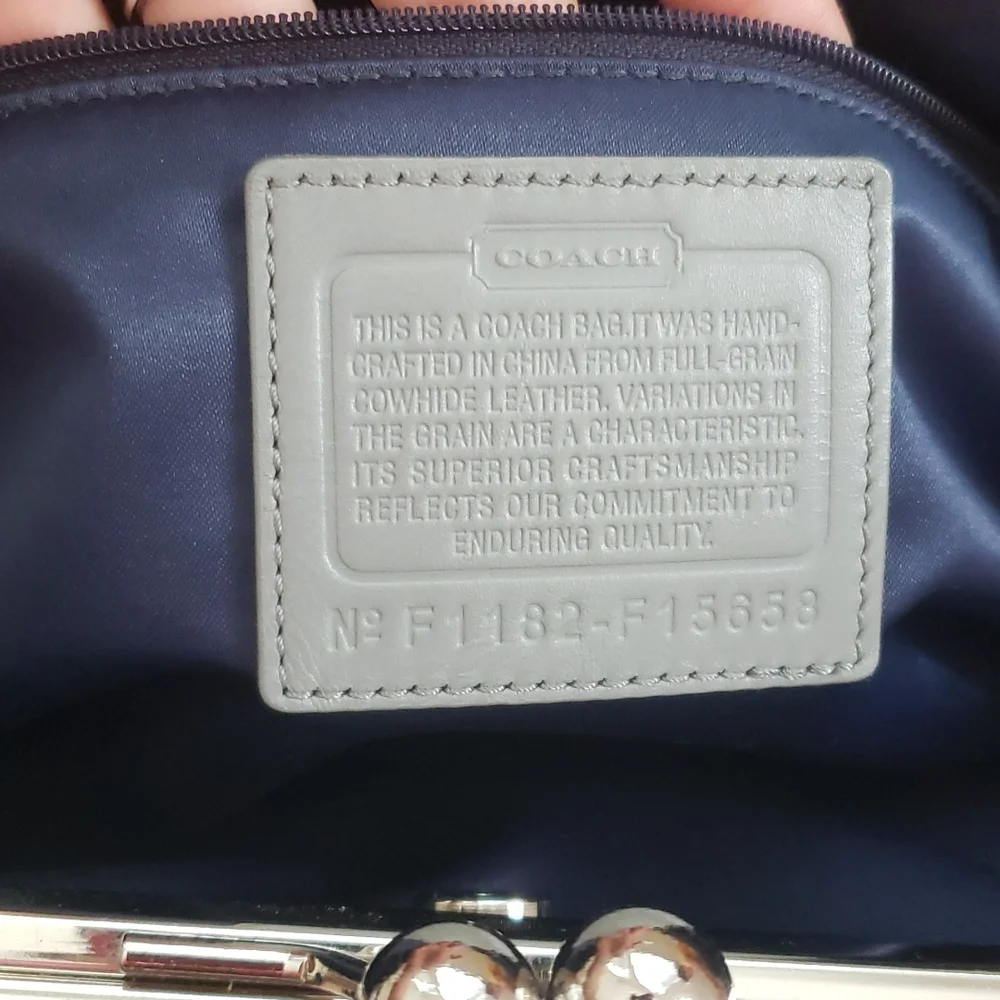 COACH
THIS IS A COACH BAG.IT WAS HAND-
CRAFTED IN CHINA FROM FULL-GRAIN
COWHIDE LEATHER. VARIATIONS IN
THE GRAIN ARE A CHARACTERISTIC.
ITS SUPERIOR CRAFTSMANSHIP
REFLECTS OUR COMMITMENT TO
ENDURING QUALITY.
Nº F1182-F15658